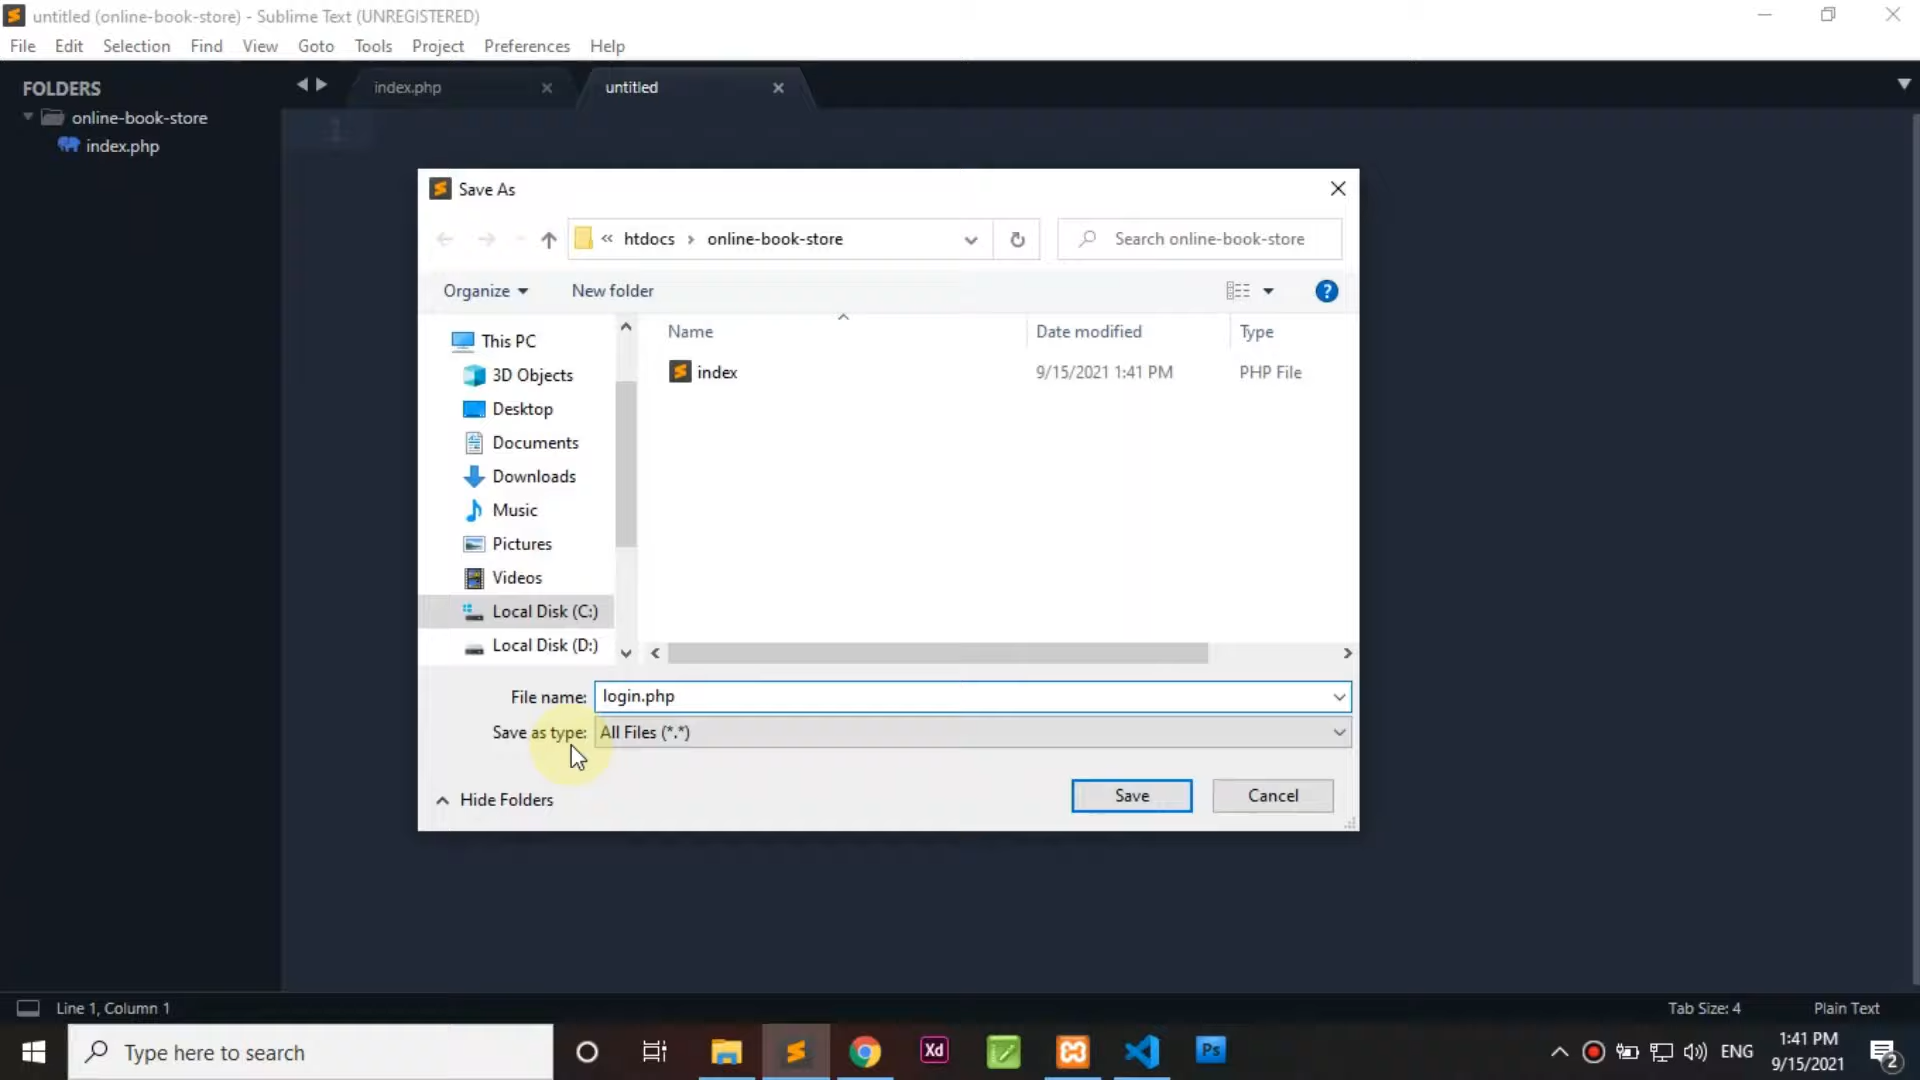 untitled (online-book-store) - Sublime Text (UNREGISTERED)
File Edit Selection Find View Goto Tools Project Preferences Help
FOLDERS
online-book-store
index.php
index.php
untitled
1
Save As
« htdocs › online-book-store
Search online-book-store
Organize
New folder
This PC
3D Objects
Desktop
Documents
Downloads
Music
Pictures
Videos
Local Disk (C:)
Local Disk (D:)
Name Date modified Type
index 9/15/2021 1:41 PM PHP File
File name: login.php
Save as type: All Files (*.*)
Hide Folders
Save
Cancel
Line 1, Column 1
Tab Size: 4
Plain Text
Type here to search
Xd
Ps
ENG
1:41 PM
9/15/2021
2